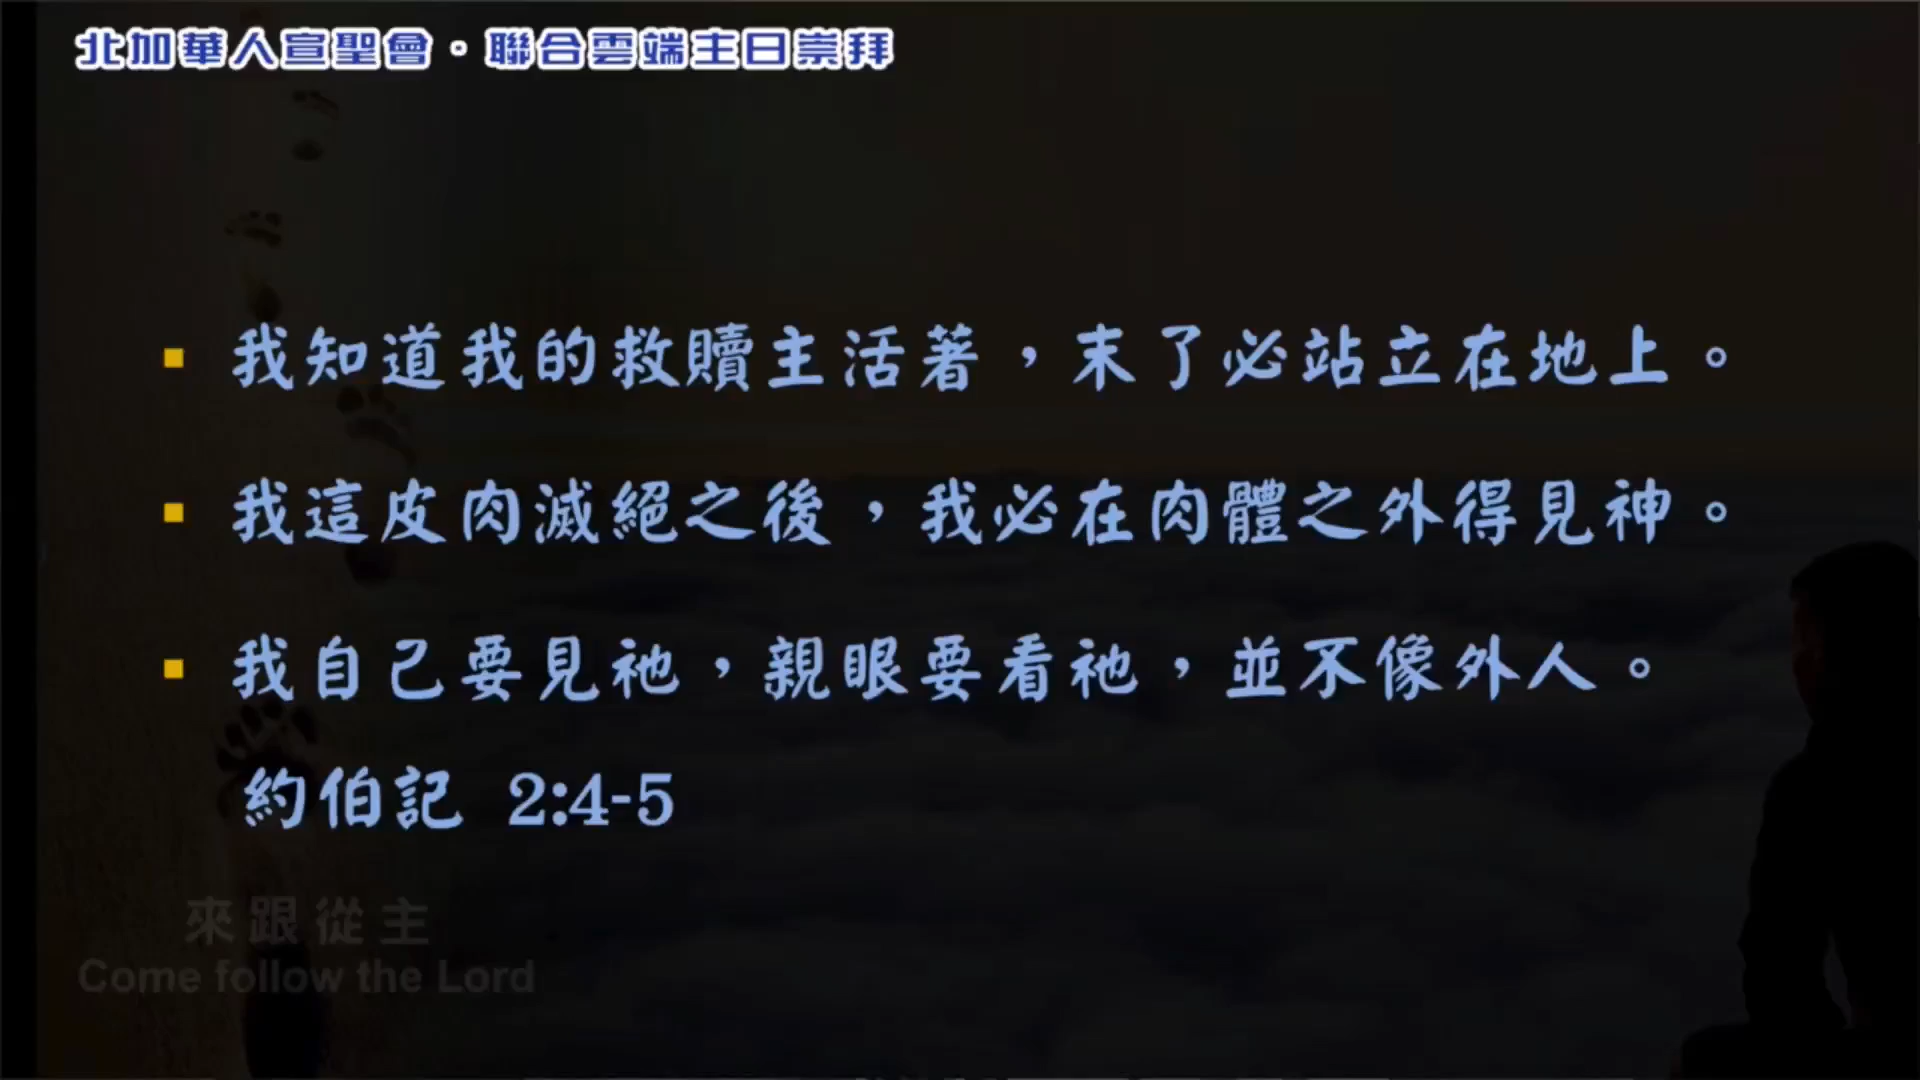 北加華人宣聖會·聯合雲端主日崇拜
▪ 我知道我的救贖主活著，末了必站立在地上。
▪ 我這皮肉滅絕之後，我必在肉體之外得見神。
▪ 我自己要見祂，親眼要看祂，並不像外人。
約伯記 2:4-5
來跟從主
Come follow the Lord